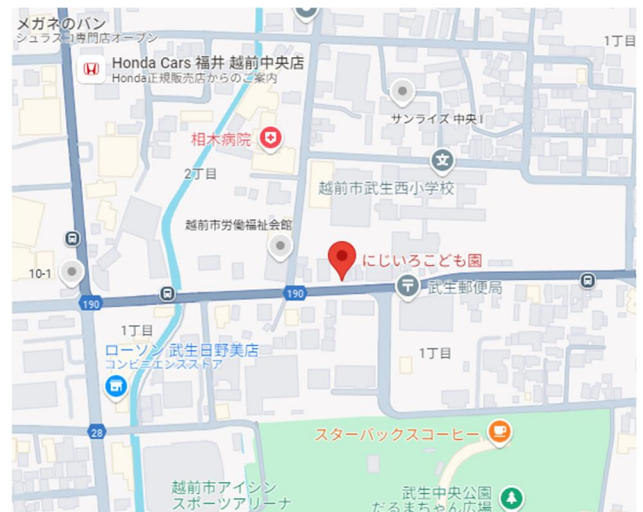 メガネのバン
シュラスコ専門店オープン
1丁目
Honda Cars 福井 越前中央店
Honda正規販売店からのご案内
サンライズ 中央Ⅰ
相木病院
2丁目
文
越前市武生西小学校
越前市労働福祉会館
にじいろこども園
10-1
武生郵便局
190
190
1丁目
ローソン 武生日野美店
コンビニエンスストア
1丁目
28
スターバックスコーヒー
越前市アイシン
スポーツアリーナ
武生中央公園
だるまちゃん広場